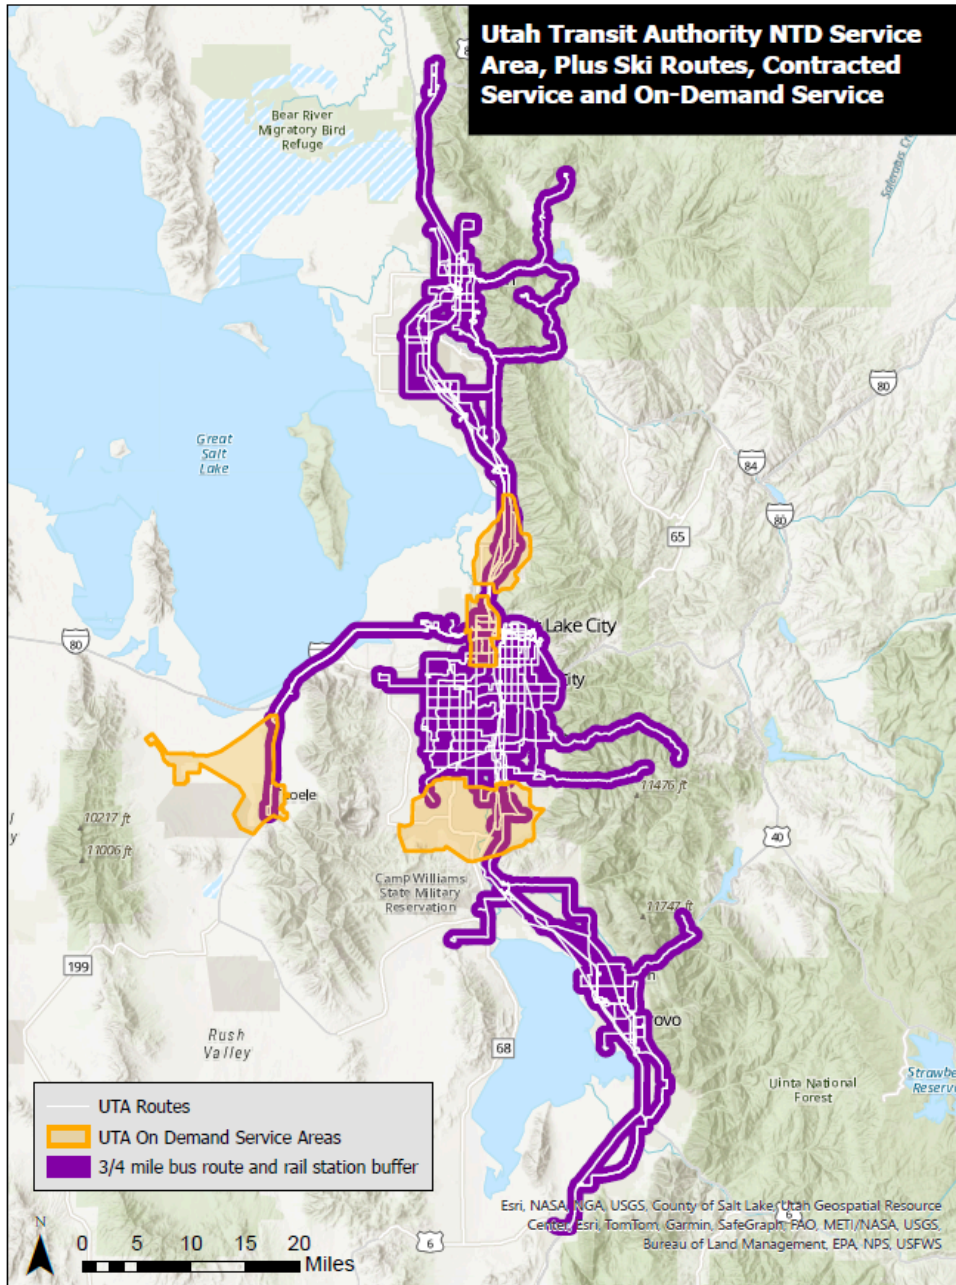 Utah Transit Authority NTD Service
Area, Plus Ski Routes, Contracted
Service and On-Demand Service
8
Bear River
Migratory Bird
Refuge
80
Great
Salt
Lake
84
80
65
Lake City
80
City
oele
10217 ft
11006 ft
11476 ft
40
Camp Williams
State Military
Reservation
11747 ft
199
ovo
Rush
Valley
68
Uinta National
Forest
Strawbe
Reserv
UTA Routes
UTA On Demand Service Areas
3/4 mile bus route and rail station buffer
Esri, NASA, NGA, USGS, County of Salt Lake, Utah Geospatial Resource
Center, Esri, TomTom, Garmin, SafeGraph, FAO, METI/NASA, USGS,
Bureau of Land Management, EPA, NPS, USFWS
6
6
N
0 5 10 20
Miles